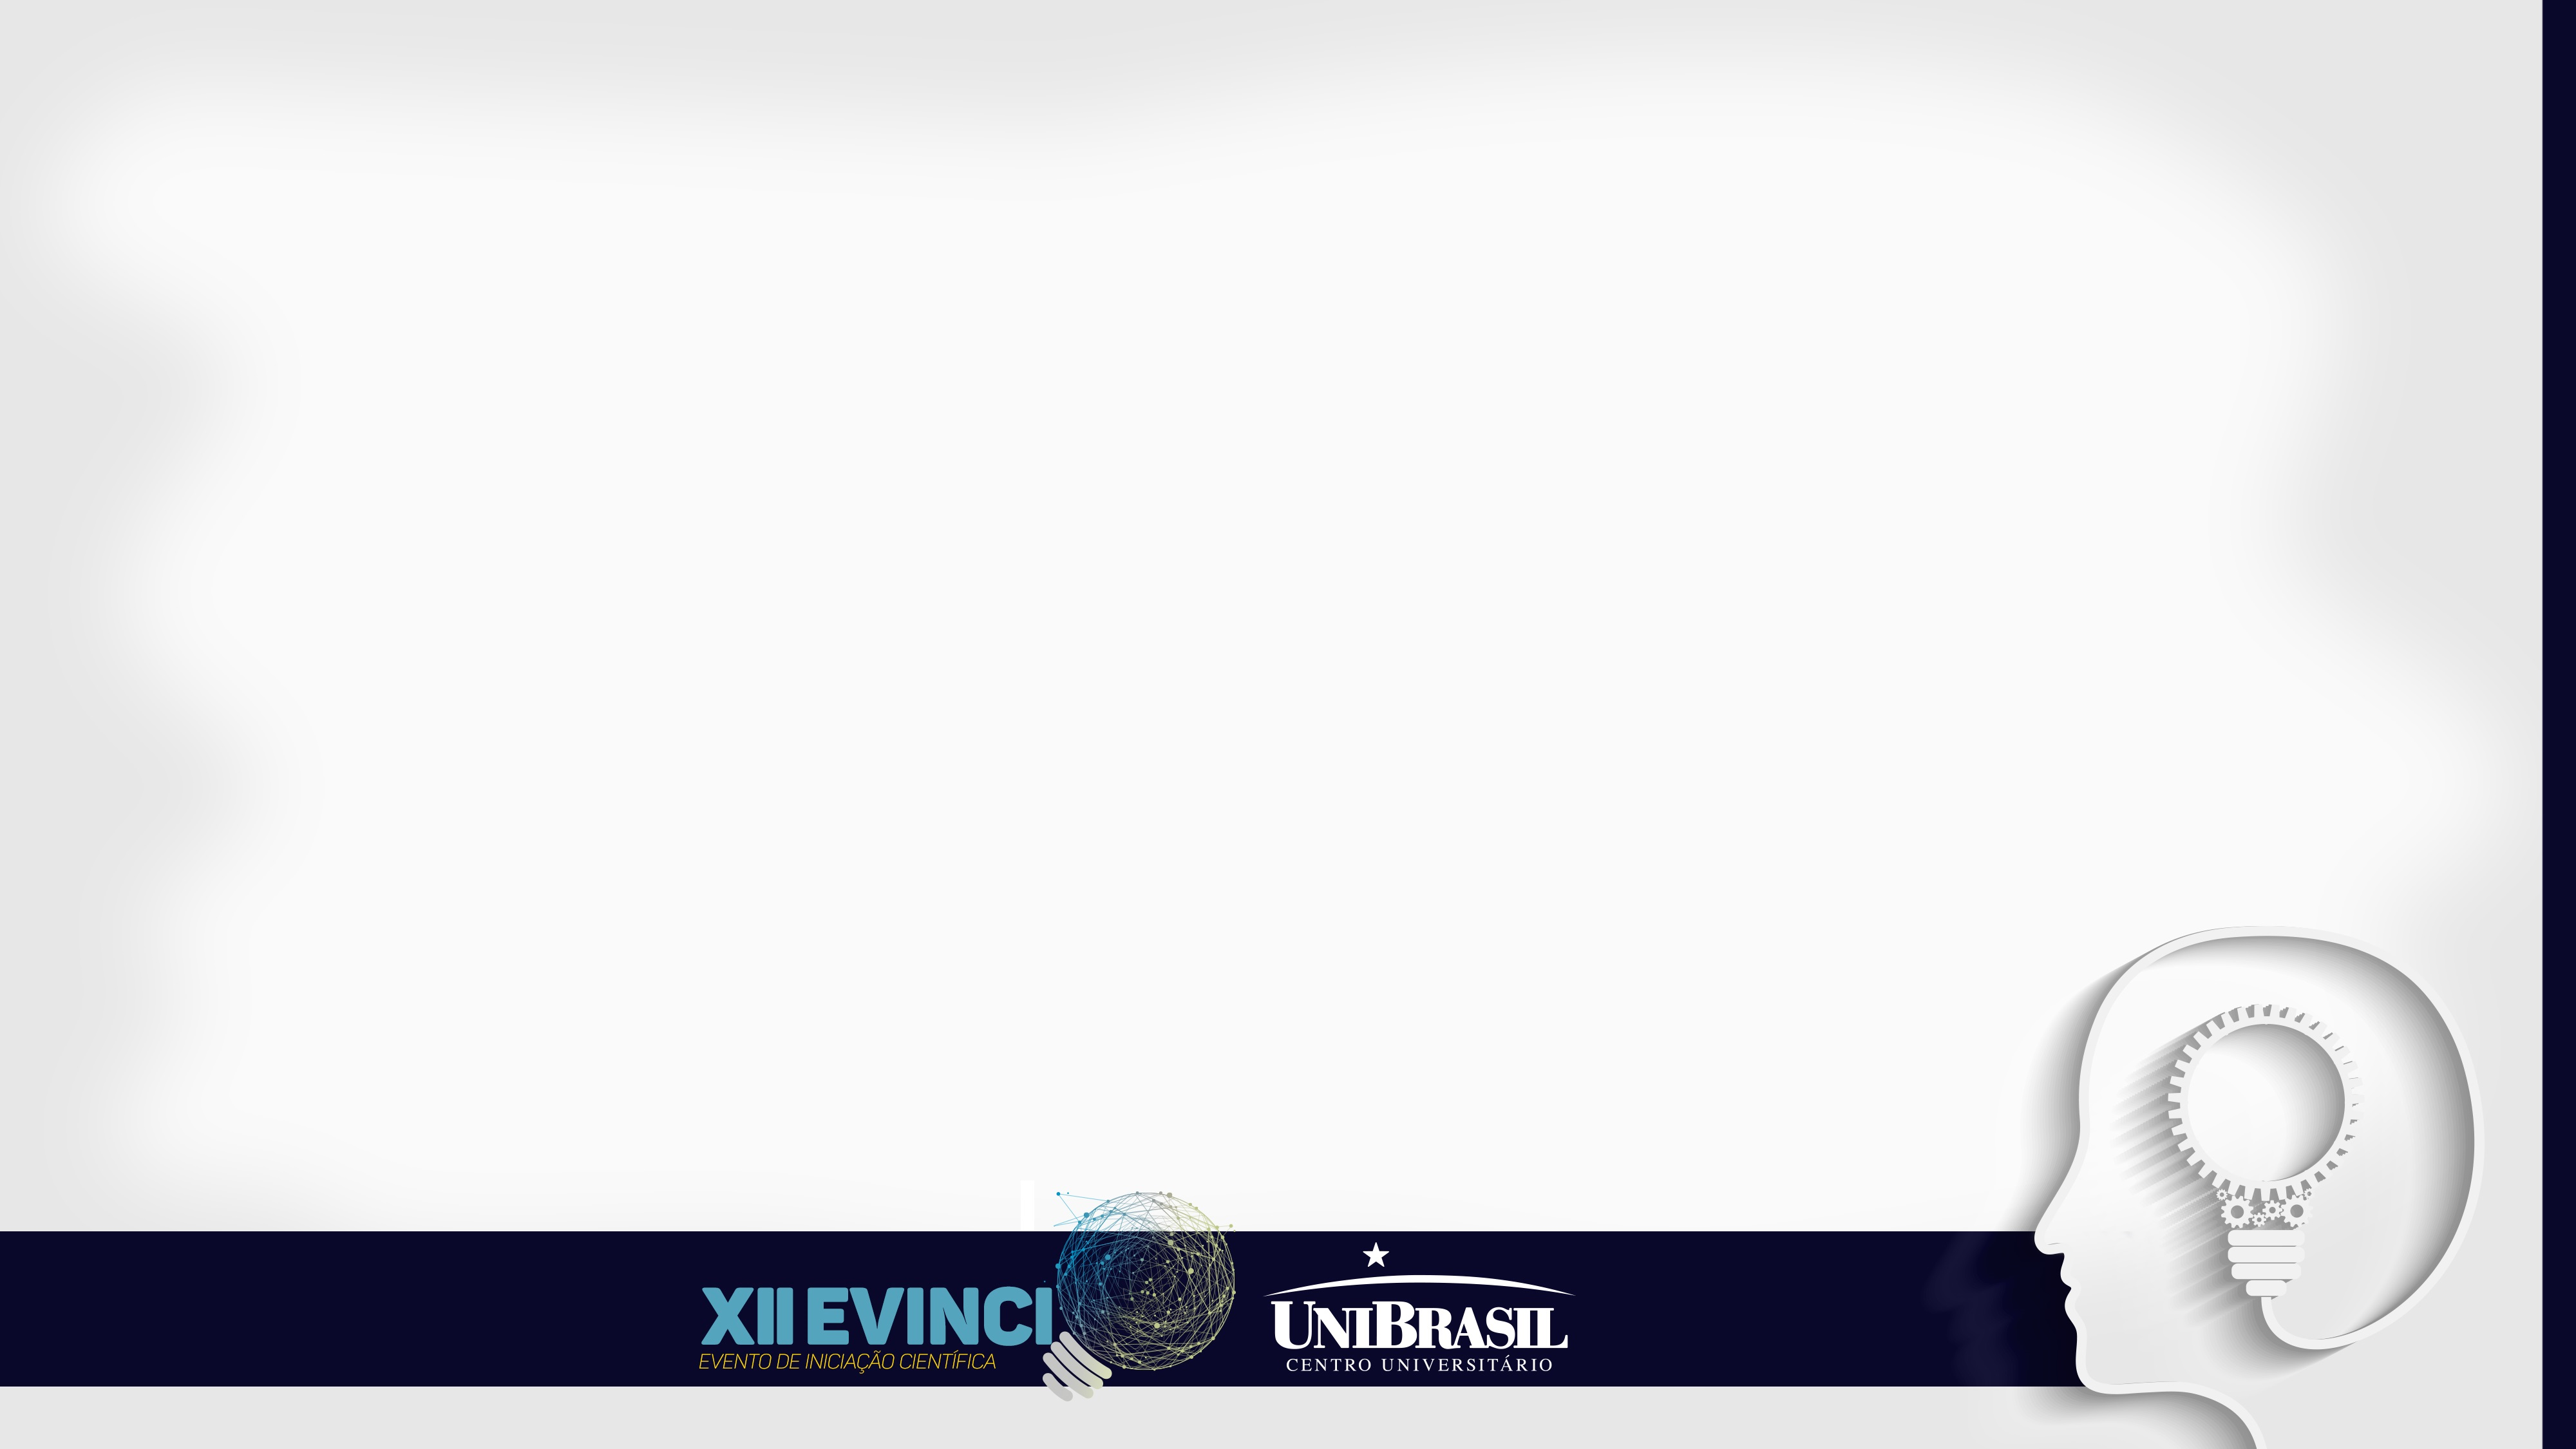 XII EVINCI
EVENTO DE INICIAÇÃO CIENTÍFICA
UNIBRASIL
CENTRO UNIVERSITÁRIO